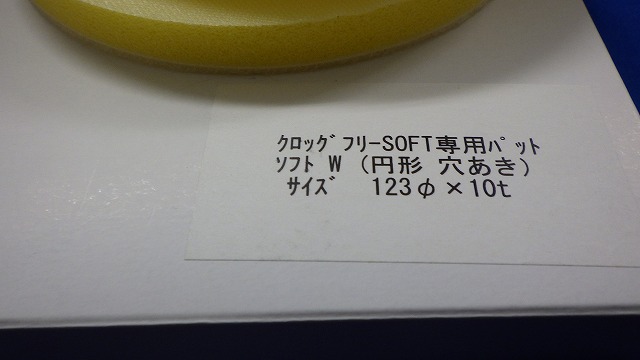 ｸﾛｯｸﾞﾌﾘｰSOFT専用ﾊﾟｯﾄ
ｿﾌﾄ W (円形 穴あき)
ｻｲｽﾞ 123φ×10t